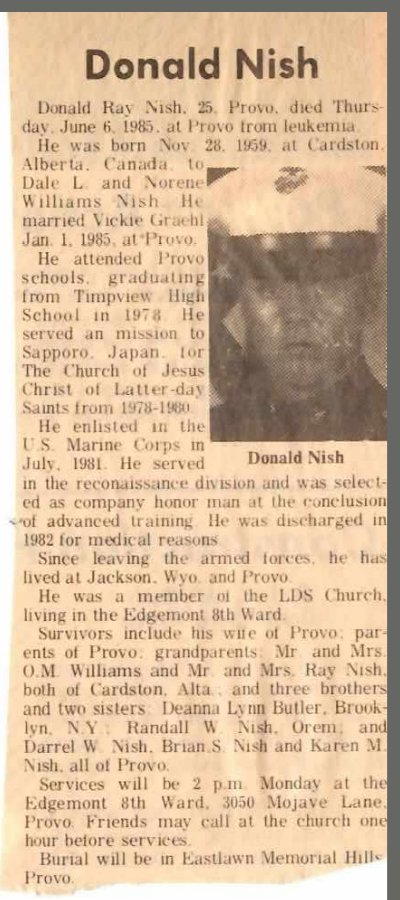 Donald Nish
Donald Ray Nish, 25, Provo, died Thurs-
day, June 6, 1985, at Provo from leukemia.
He was born Nov. 28, 1959, at Cardston,
Alberta, Canada, to
Dale L. and Norene
Williams Nish. He
married Vickie Graehl
Jan. 1, 1985, at Provo.
He attended Provo
schools, graduating
from Timpview High
School in 1978. He
served an mission to
Sapporo, Japan, for
The Church of Jesus
Christ of Latter-day
Saints from 1978-1980.
He enlisted in the
U.S. Marine Corps in
July, 1981. He served
Donald Nish
in the reconaissance division and was select-
ed as company honor man at the conclusion
of advanced training. He was discharged in
1982 for medical reasons.
Since leaving the armed forces, he has
lived at Jackson, Wyo. and Provo.
He was a member of the LDS Church,
living in the Edgemont 8th Ward.
Survivors include his wife of Provo; par-
ents of Provo; grandparents: Mr. and Mrs.
O.M. Williams and Mr. and Mrs. Ray Nish,
both of Cardston, Alta.; and three brothers
and two sisters: Deanna Lynn Butler, Brook-
lyn, N.Y.; Randall W. Nish, Orem; and
Darrel W. Nish, Brian S. Nish and Karen M.
Nish, all of Provo.
Services will be 2 p.m. Monday at the
Edgemont 8th Ward, 3050 Mojave Lane,
Provo. Friends may call at the church one
hour before services.
Burial will be in Eastlawn Memorial Hills,
Provo.